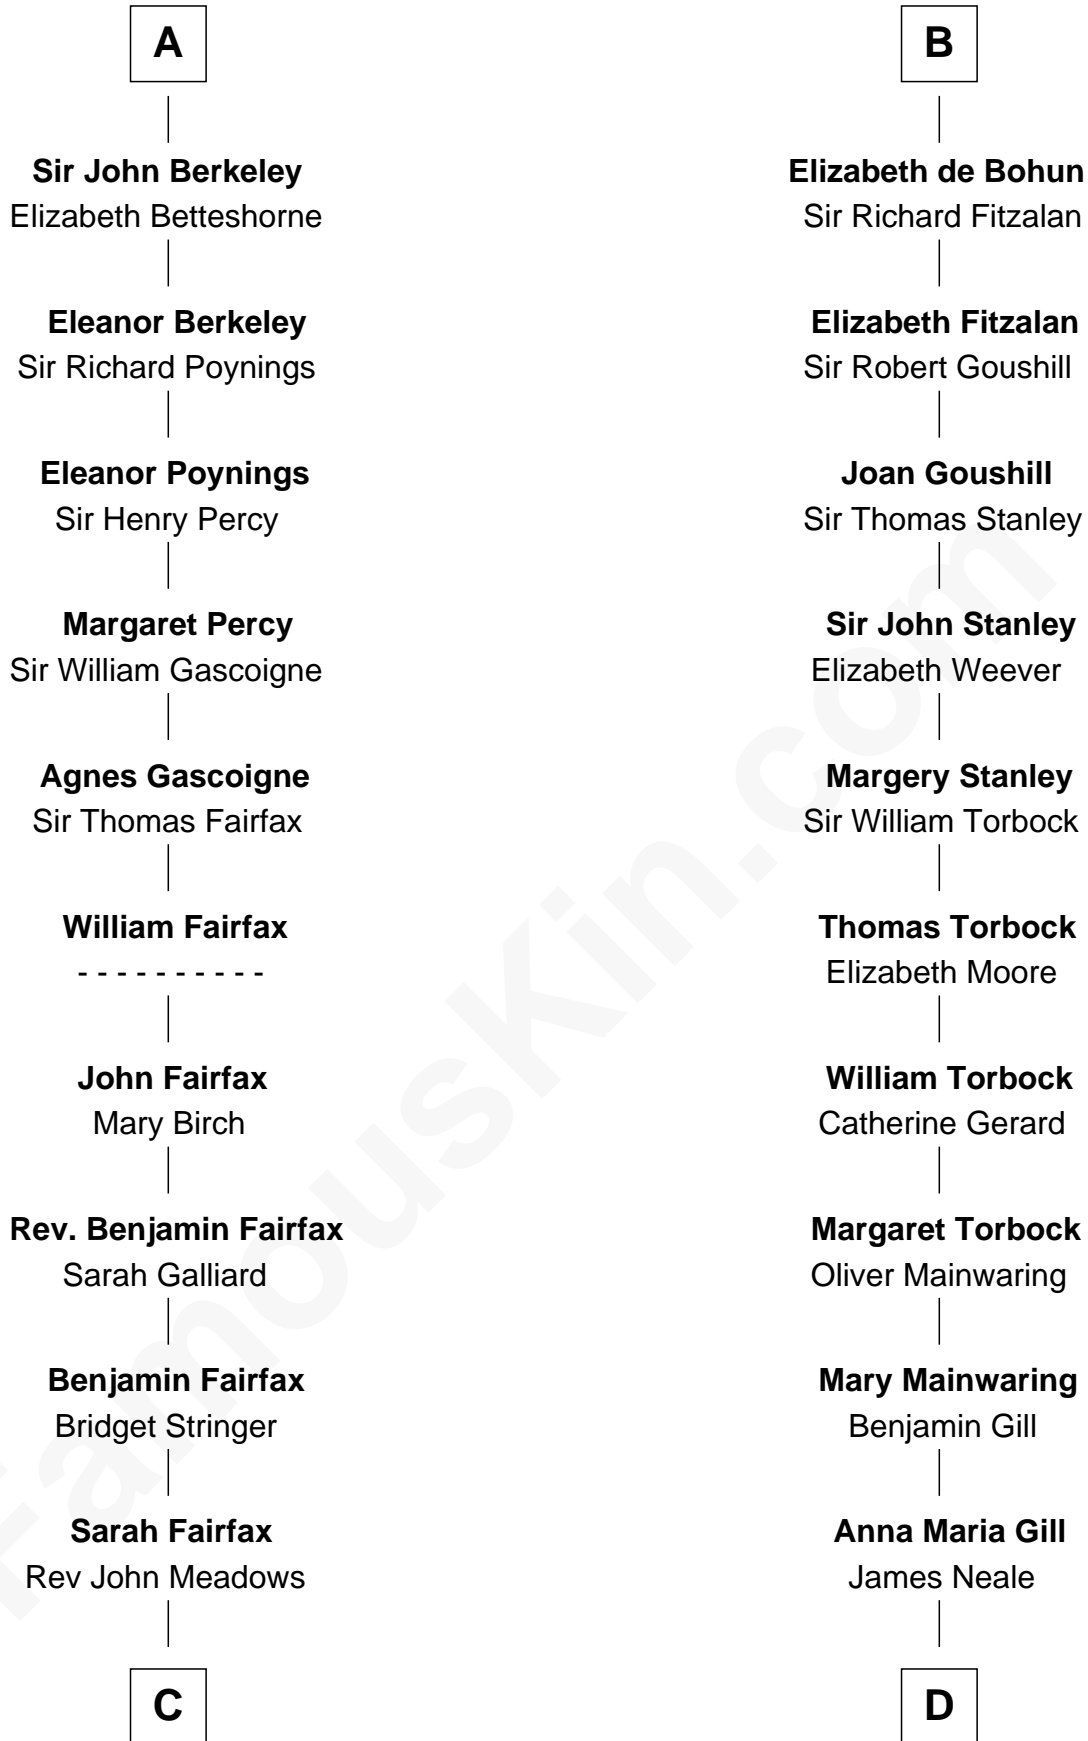 A
Sir John Berkeley
Elizabeth Betteshorne
Eleanor Berkeley
Sir Richard Poynings
Eleanor Poynings
Sir Henry Percy
Margaret Percy
Sir William Gascoigne
Agnes Gascoigne
Sir Thomas Fairfax
William Fairfax
- - - - - - - - - -
John Fairfax
Mary Birch
Rev. Benjamin Fairfax
Sarah Galliard
Benjamin Fairfax
Bridget Stringer
Sarah Fairfax
Rev John Meadows
C
B
Elizabeth de Bohun
Sir Richard Fitzalan
Elizabeth Fitzalan
Sir Robert Goushill
Joan Goushill
Sir Thomas Stanley
Sir John Stanley
Elizabeth Weever
Margery Stanley
Sir William Torbock
Thomas Torbock
Elizabeth Moore
William Torbock
Catherine Gerard
Margaret Torbock
Oliver Mainwaring
Mary Mainwaring
Benjamin Gill
Anna Maria Gill
James Neale
D
FamousKin.com